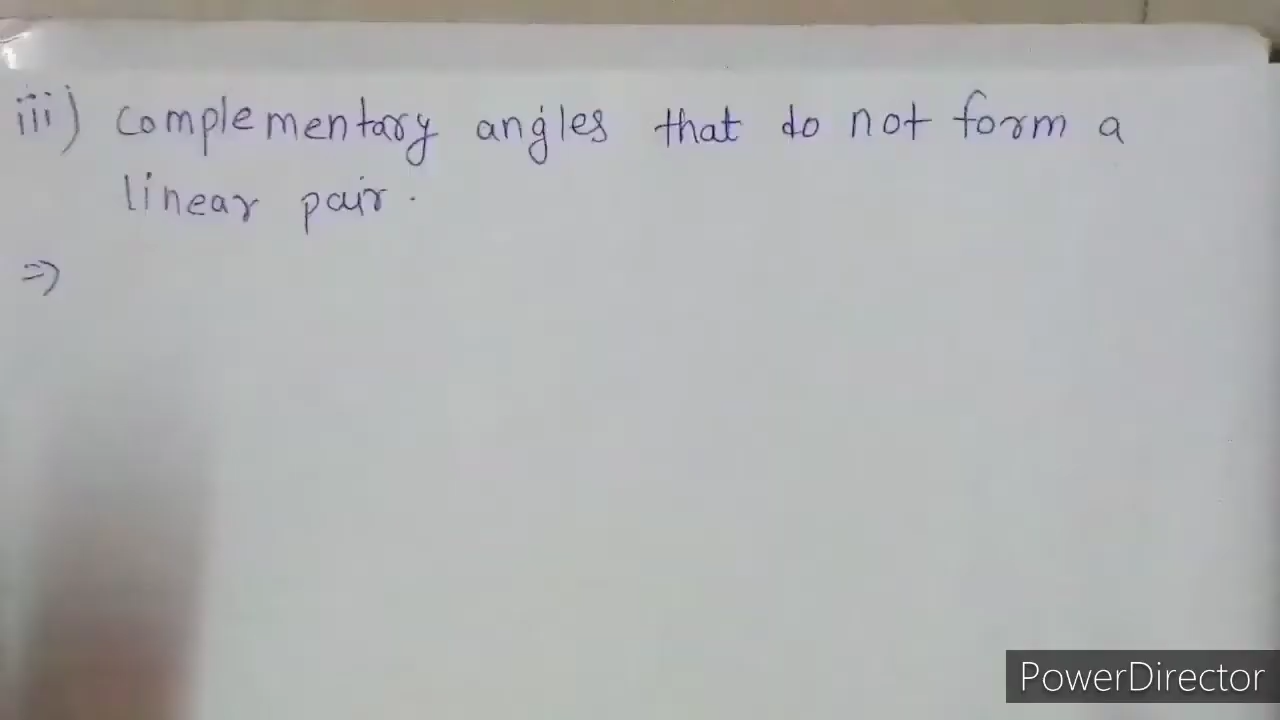 iii) complementary angles that do not form a
linear pair.
⇒
PowerDirector